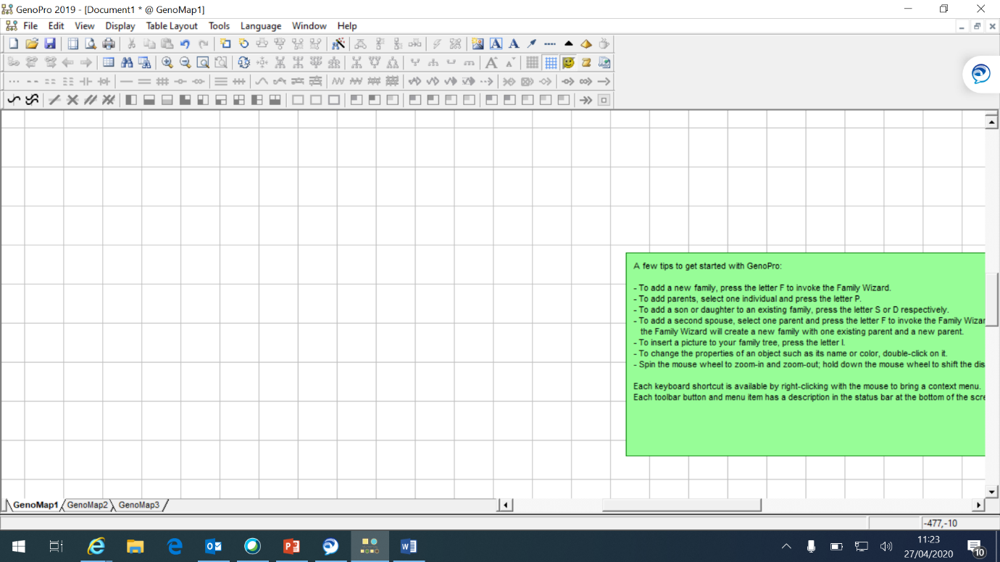 GenoPro 2019 - [Document1 * @ GenoMap1]
File Edit View Display Table Layout Tools Language Window Help
A few tips to get started with GenoPro:
- To add a new family, press the letter F to invoke the Family Wizard.
- To add parents, select one individual and press the letter P.
- To add a son or daughter to an existing family, press the letter S or D respectively.
- To add a second spouse, select one parent and press the letter F to invoke the Family Wizar
the Family Wizard will create a new family with one existing parent and a new parent.
- To insert a picture to your family tree, press the letter I.
- To change the properties of an object such as its name or color, double-click on it.
- Spin the mouse wheel to zoom-in and zoom-out; hold down the mouse wheel to shift the dis
Each keyboard shortcut is available by right-clicking with the mouse to bring a context menu.
Each toolbar button and menu item has a description in the status bar at the bottom of the scre
GenoMap1 GenoMap2 GenoMap3
-477,-10
11:23
27/04/2020
10